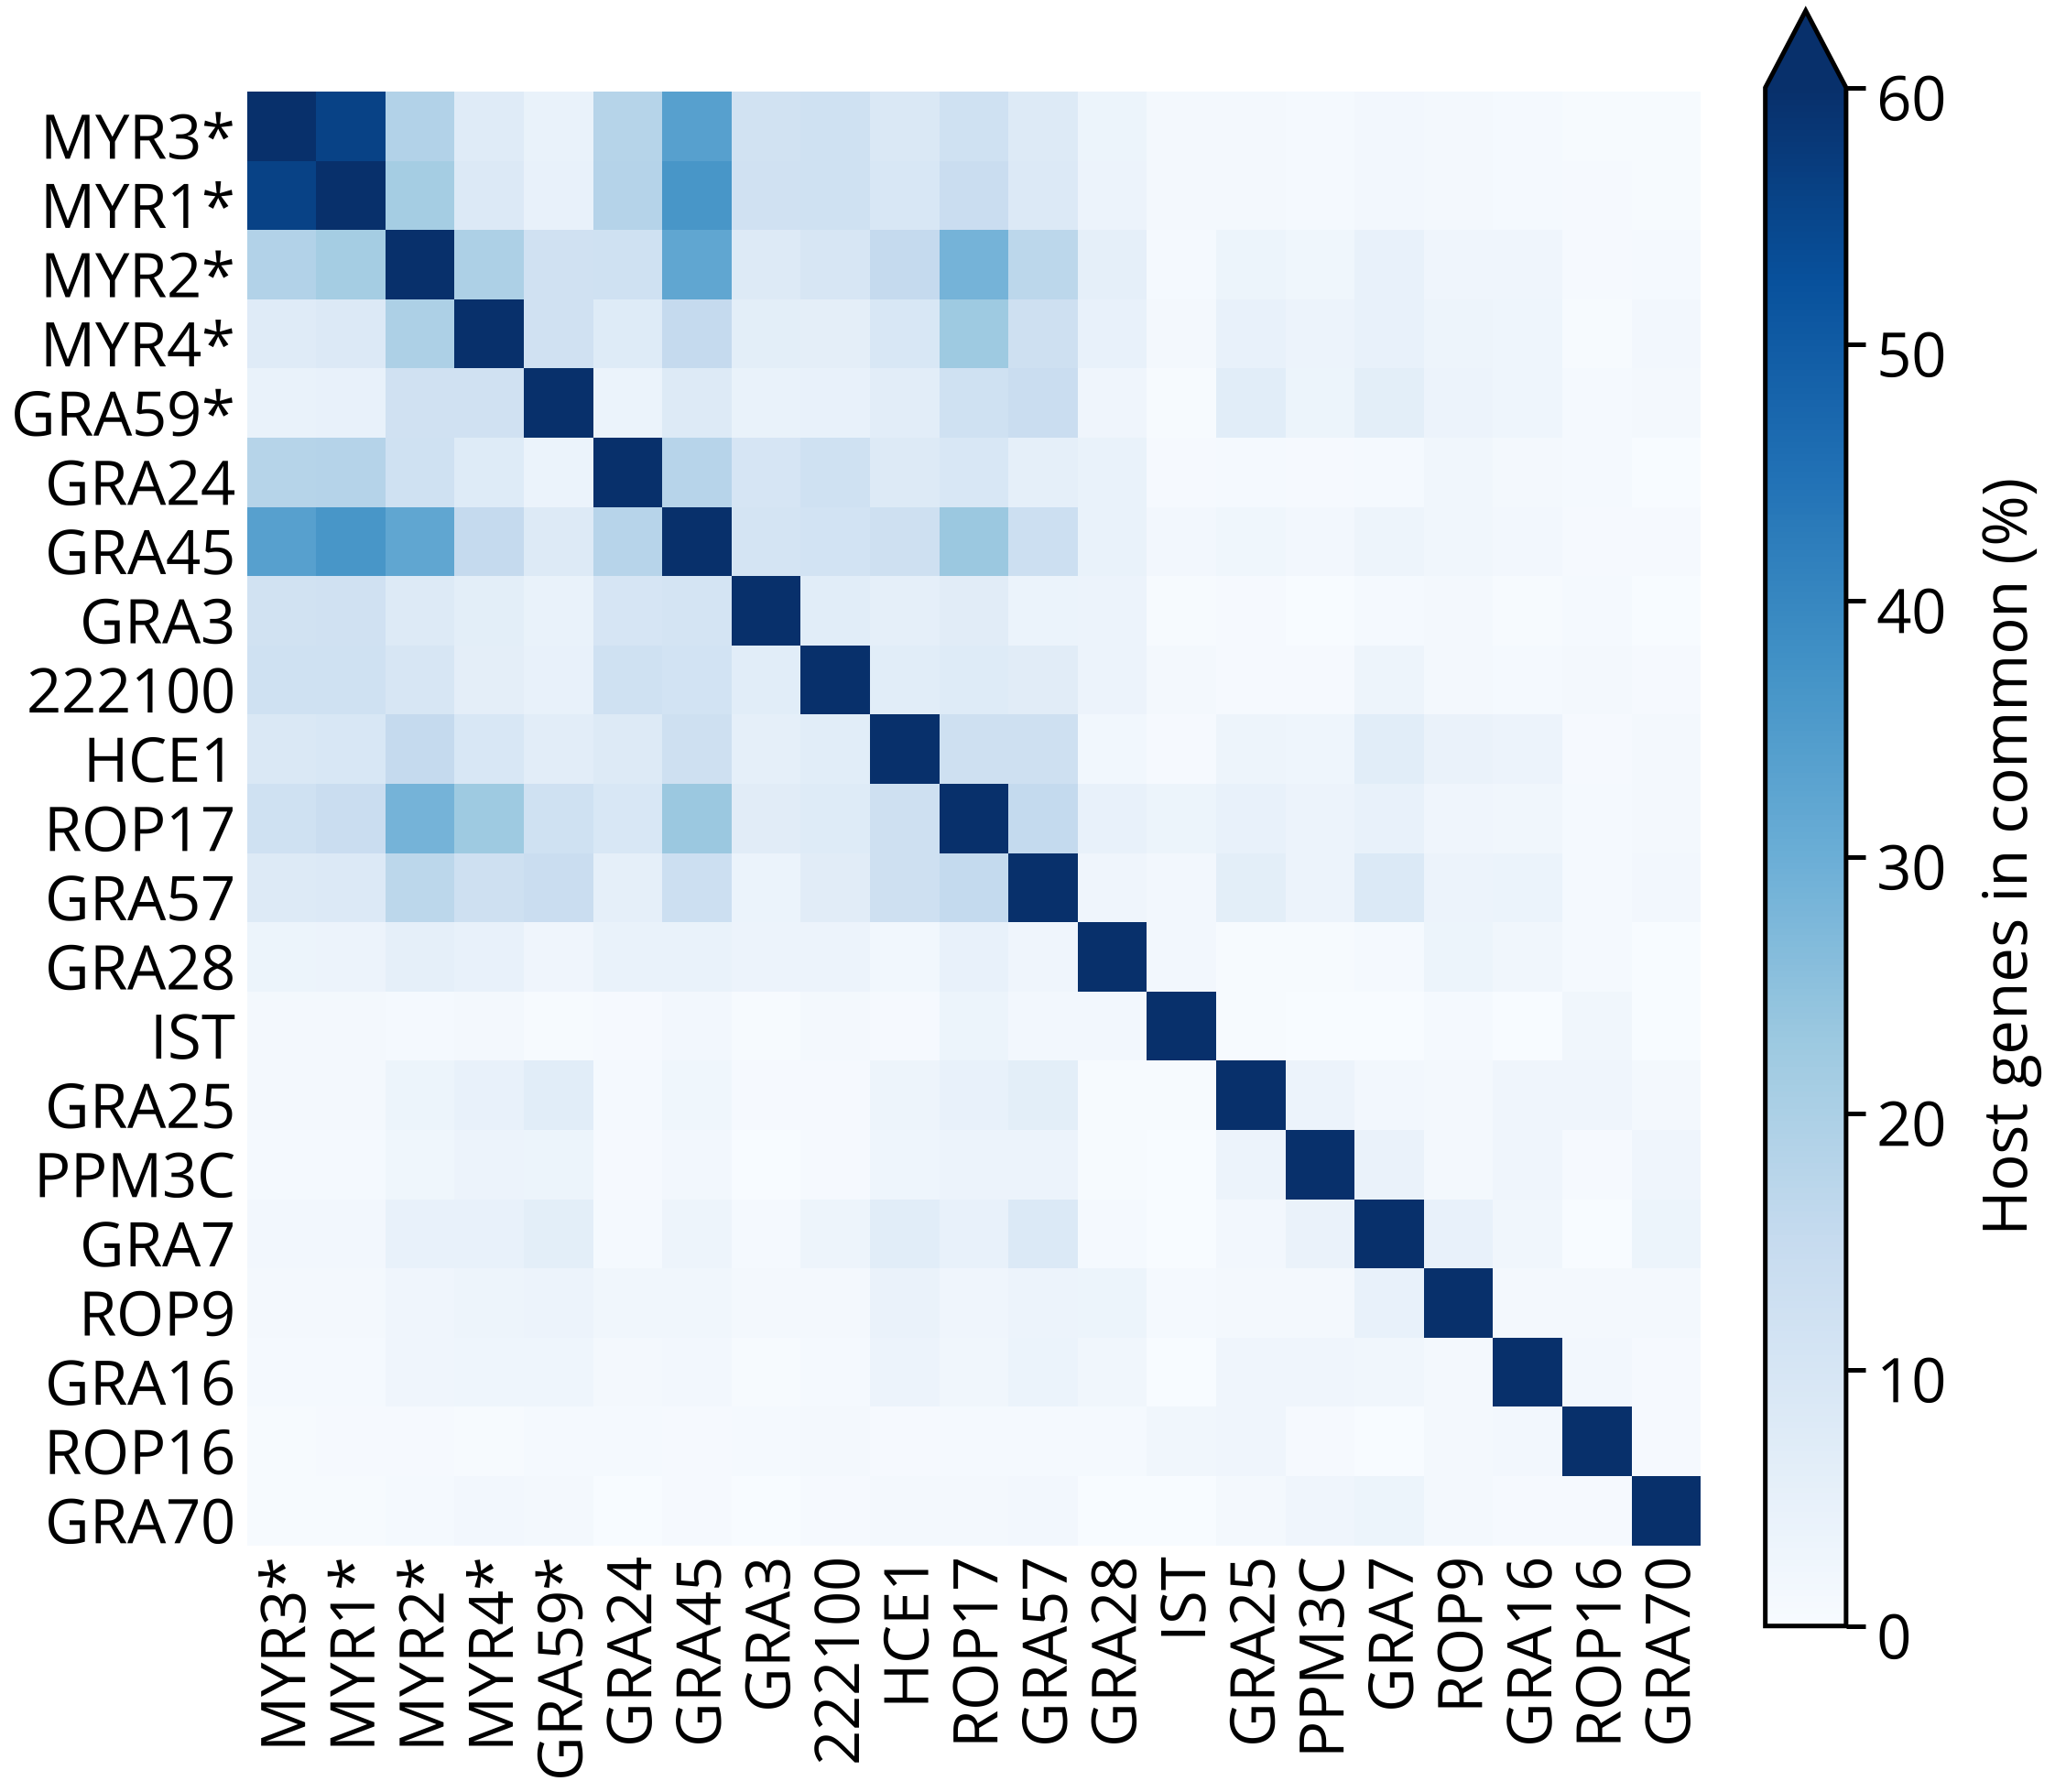 MYR3*
MYR1*
MYR2*
MYR4*
GRA59*
GRA24
GRA45
GRA3
222100
HCE1
ROP17
GRA57
GRA28
IST
GRA25
PPM3C
GRA7
ROP9
GRA16
ROP16
GRA70
MYR3*
MYR1*
MYR2*
MYR4*
GRA59*
GRA24
GRA45
GRA3
222100
HCE1
ROP17
GRA57
GRA28
IST
GRA25
PPM3C
GRA7
ROP9
GRA16
ROP16
GRA70
60
50
40
30
20
10
0
Host genes in common (%)